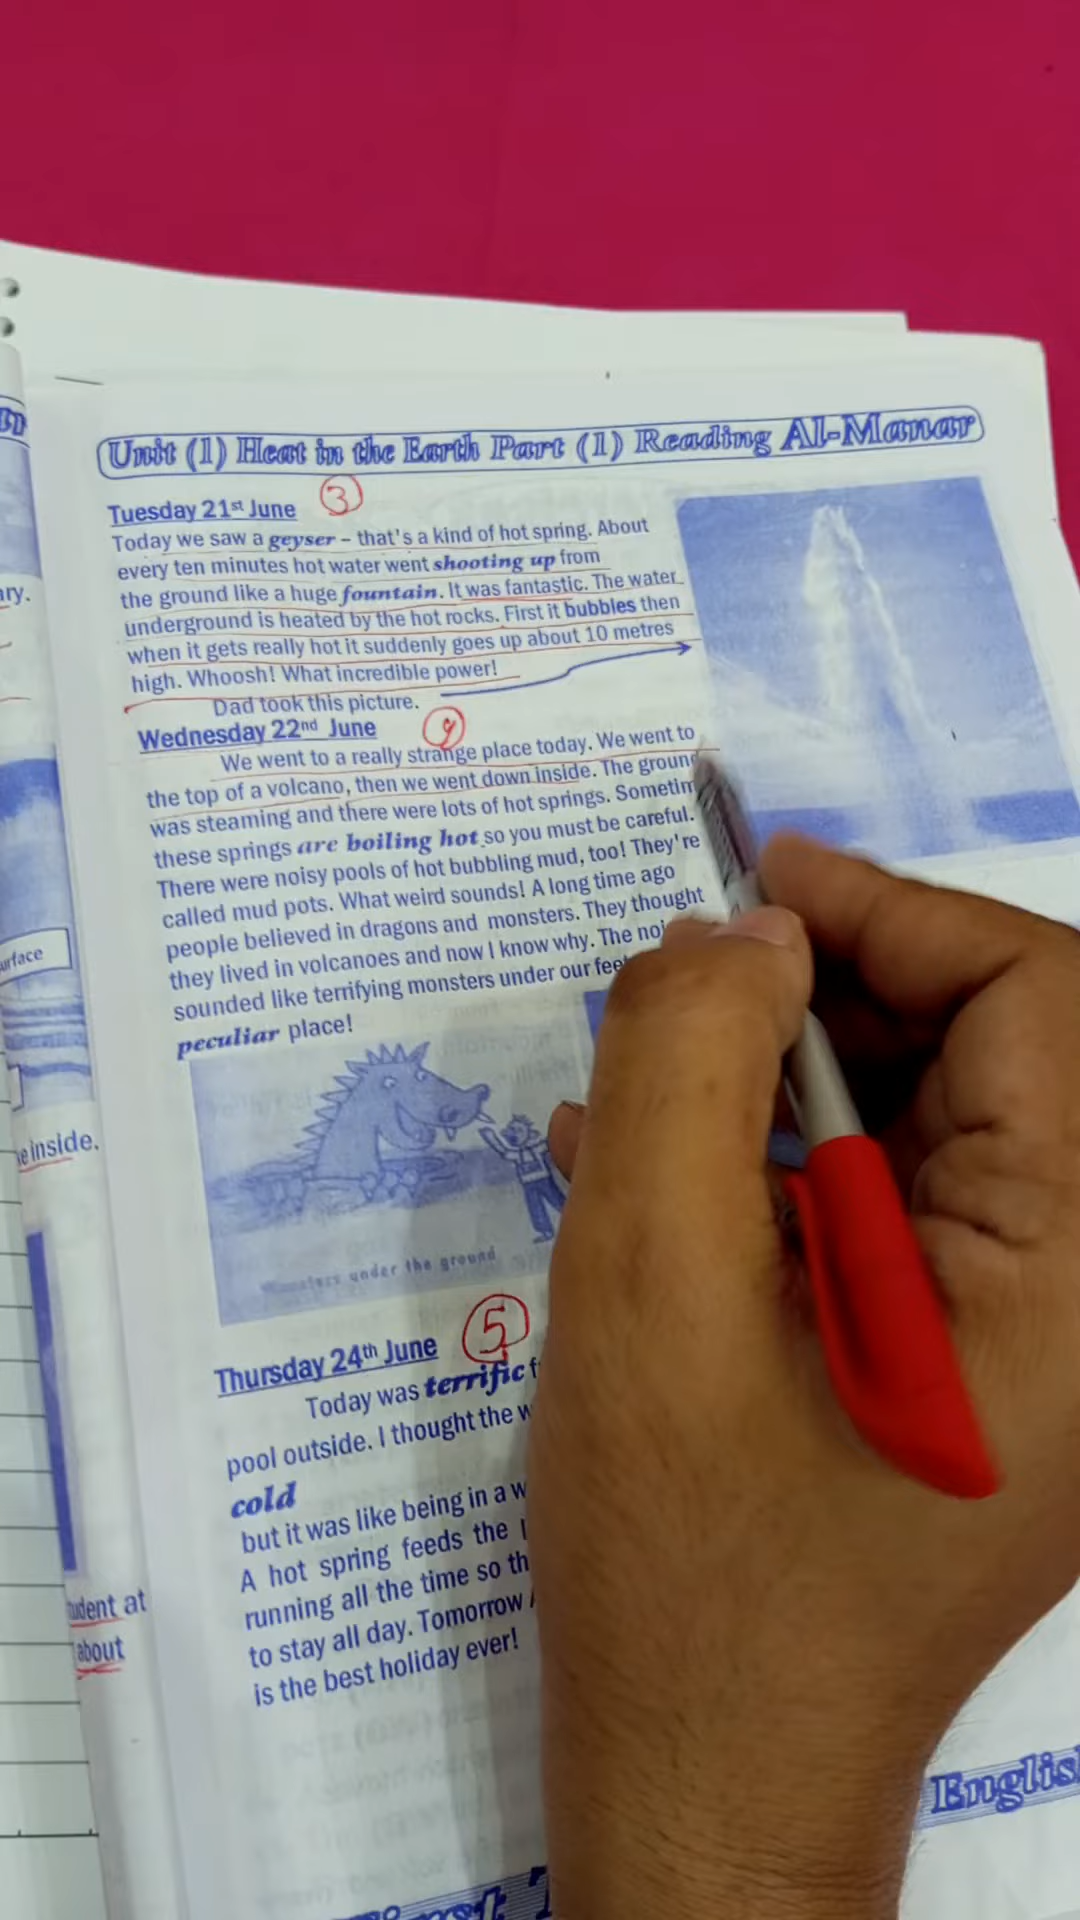 Unit (1) Heat in the Earth Part (1) Reading Al-Manar
Tuesday 21st June 3
Today we saw a geyser – that's a kind of hot spring. About
every ten minutes hot water went shooting up from
the ground like a huge fountain. It was fantastic. The water
underground is heated by the hot rocks. First it bubbles then
when it gets really hot it suddenly goes up about 10 metres
high. Whoosh! What incredible power!
Dad took this picture.
Wednesday 22nd June
We went to a really strange place today. We went to
the top of a volcano, then we went down inside. The ground
was steaming and there were lots of hot springs. Sometim
these springs are boiling hot so you must be careful.
There were noisy pools of hot bubbling mud, too! They're
called mud pots. What weird sounds! A long time ago
people believed in dragons and monsters. They thought
they lived in volcanoes and now I know why. The noi
sounded like terrifying monsters under our feet
peculiar place!
Monsters under the ground
Thursday 24th June 5
Today was terrific f
pool outside. I thought the w
cold
but it was like being in a w
A hot spring feeds the l
running all the time so th
to stay all day. Tomorrow
is the best holiday ever!
ary.
urface
inside.
udent at
about
Englis